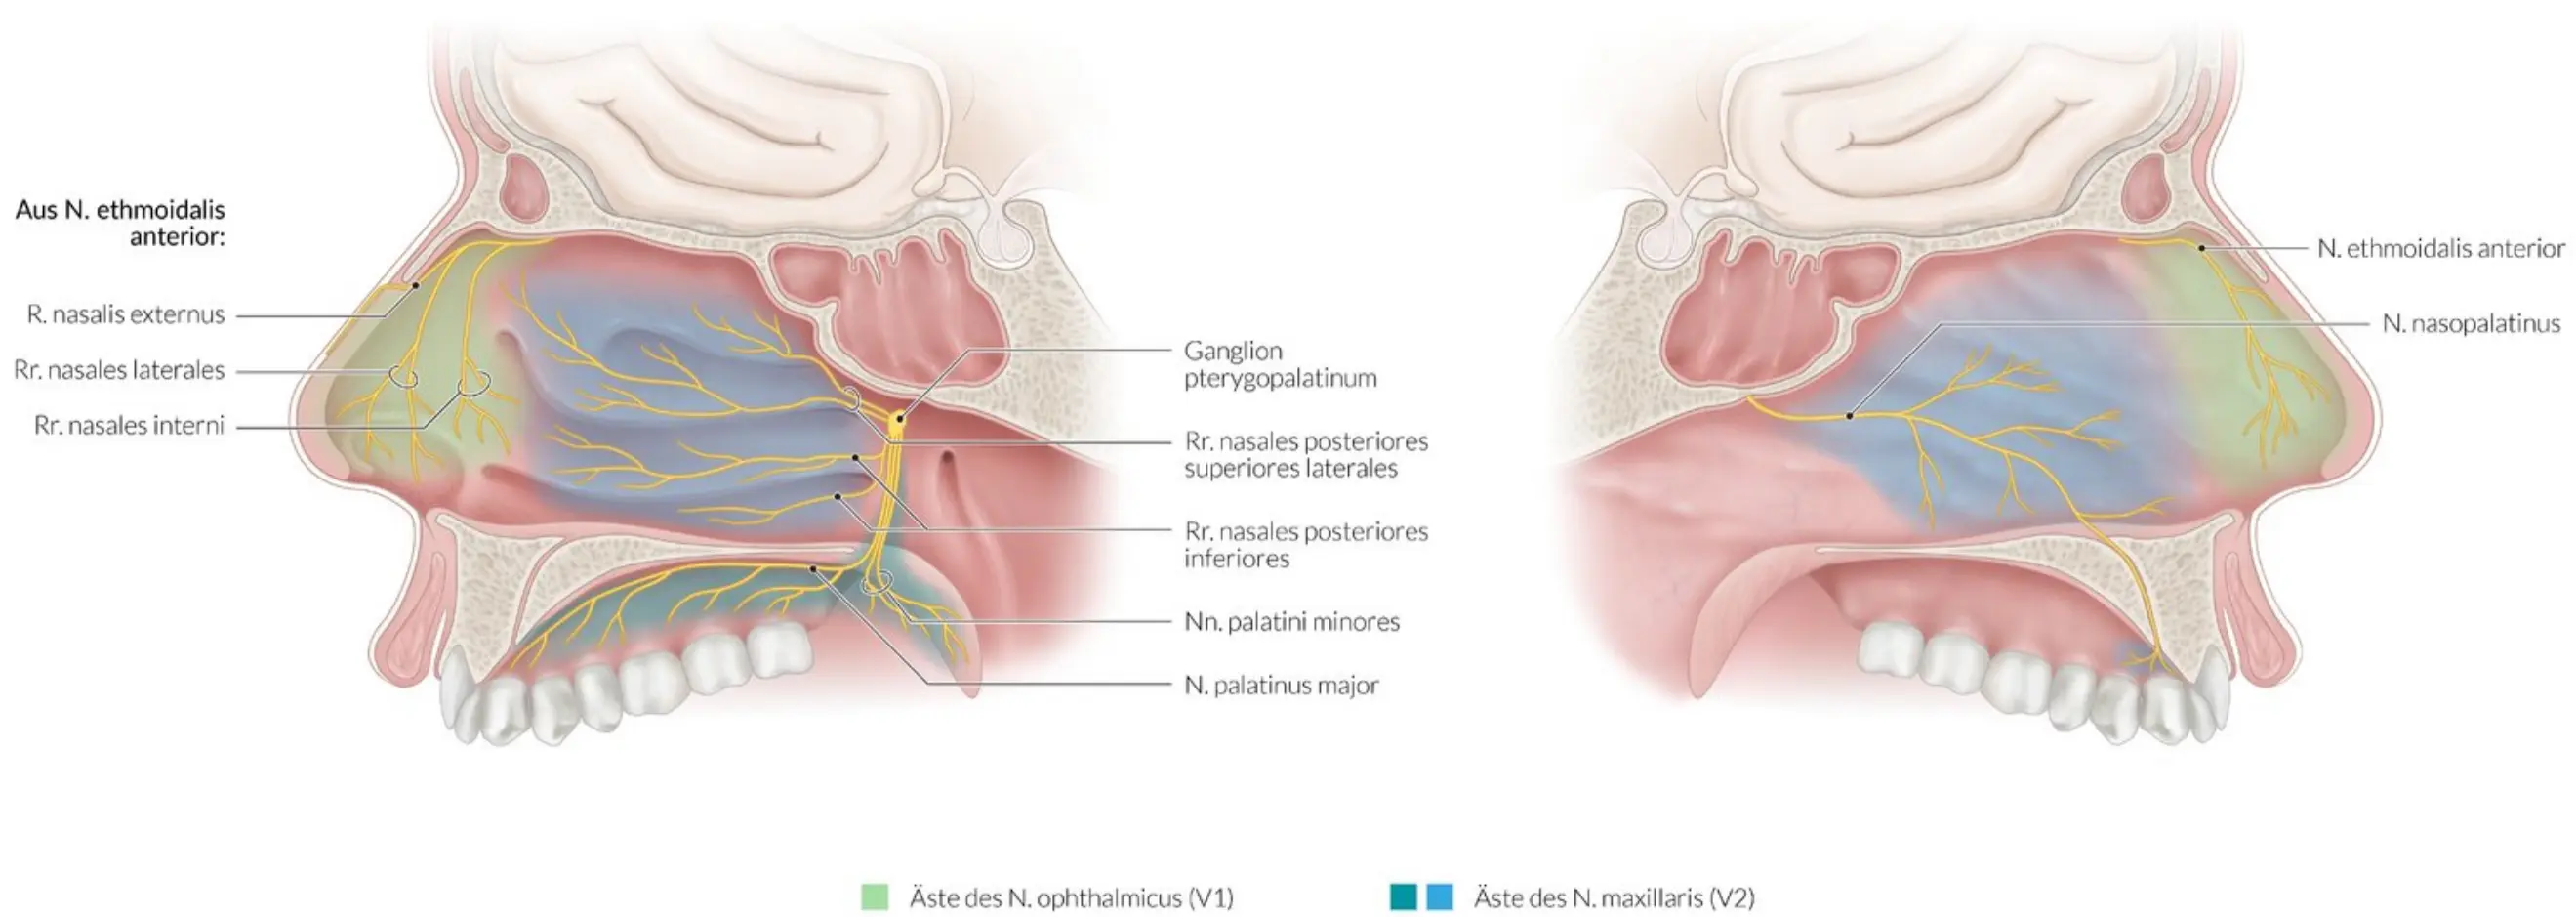 Aus N. ethmoidalis
anterior:
R. nasalis externus
Rr. nasales laterales
Rr. nasales interni
Ganglion
pterygopalatinum
Rr. nasales posteriores
superiores laterales
Rr. nasales posteriores
inferiores
Nn. palatini minores
N. palatinus major
N. ethmoidalis anterior
N. nasopalatinus
Äste des N. ophthalmicus (V1)
Äste des N. maxillaris (V2)